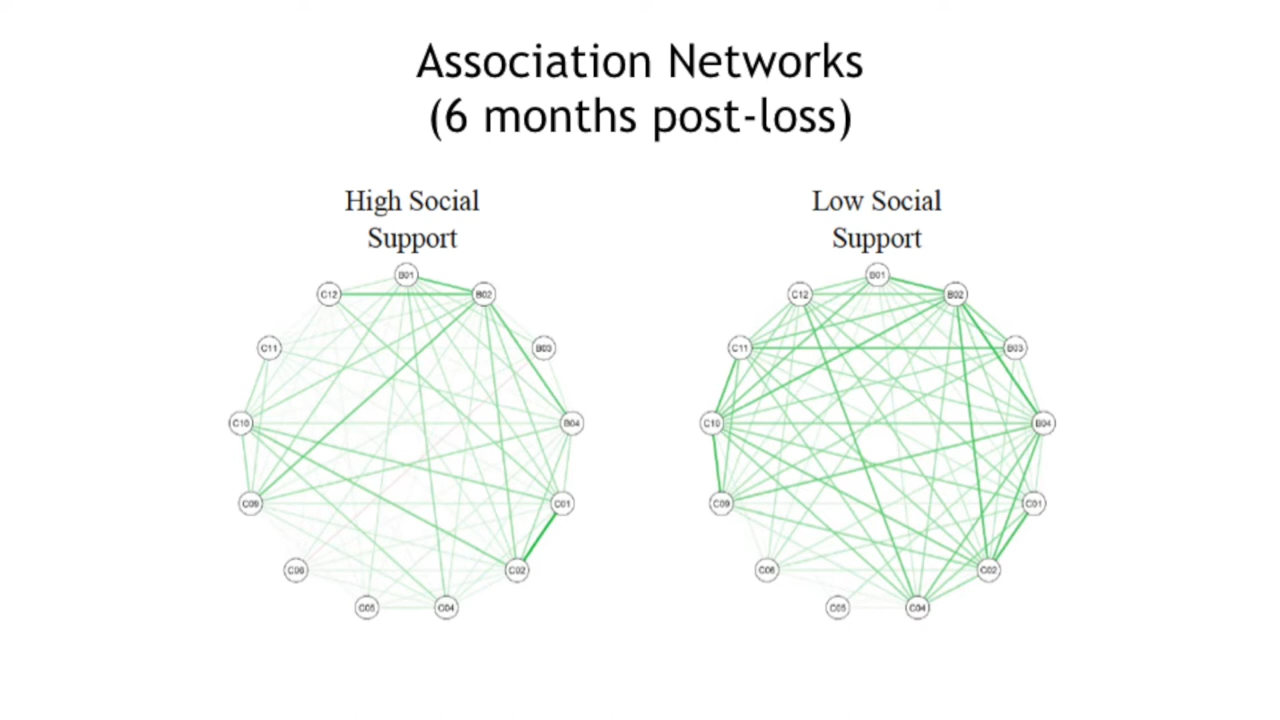 Association Networks
(6 months post-loss)
High Social
Support
B01
C12
B02
C11
B03
C10
B04
C09
C01
C06
C02
C05
C04
Low Social
Support
B01
C12
B02
C11
B03
C10
B04
C09
C01
C06
C02
C05
C04